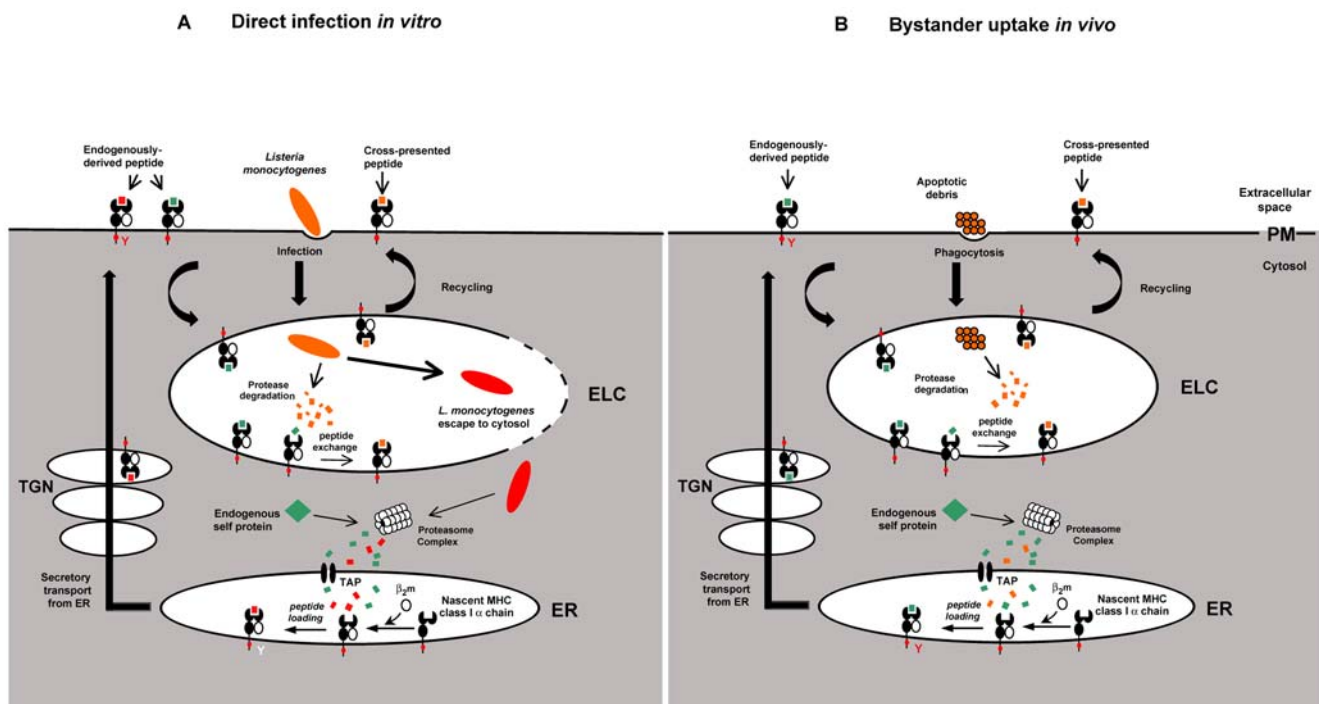 A Direct infection in vitro
Endogenously-
derived peptide
Listeria
monocytogenes
Cross-presented
peptide
Y
Infection
Recycling
Protease
degradation
L. monocytogenes
escape to cytosol
ELC
peptide
exchange
TGN
Endogenous
self protein
Proteasome
Complex
TAP
Secretory
transport
from ER
β2m
Nascent MHC
class I α chain
peptide
loading
ER
Y
B Bystander uptake in vivo
Endogenously-
derived peptide
Apoptotic
debris
Cross-presented
peptide
Extracellular
space
PM
Cytosol
Y
Phagocytosis
Recycling
Protease
degradation
ELC
peptide
exchange
TGN
Endogenous
self protein
Proteasome
Complex
TAP
Secretory
transport
from ER
β2m
Nascent MHC
class I α chain
peptide
loading
ER
Y